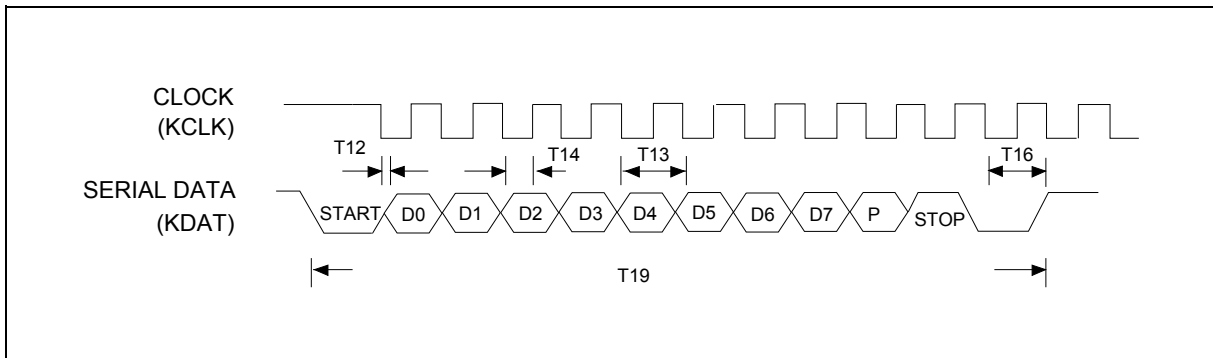 CLOCK
(KCLK)
T12
T14
T13
T16
SERIAL DATA
(KDAT)
START
D0
D1
D2
D3
D4
D5
D6
D7
P
STOP
T19